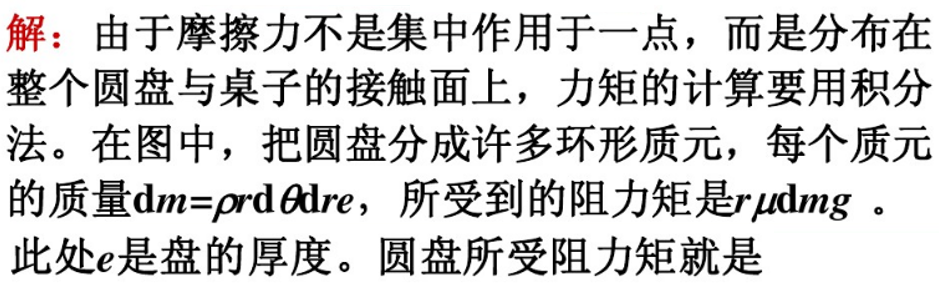 解：由于摩擦力不是集中作用于一点，而是分布在
整个圆盘与桌子的接触面上，力矩的计算要用积分
法。在图中，把圆盘分成许多环形质元，每个质元
的质量dm=ρrdθdre，所受到的阻力矩是rμdmg 。
此处e是盘的厚度。圆盘所受阻力矩就是